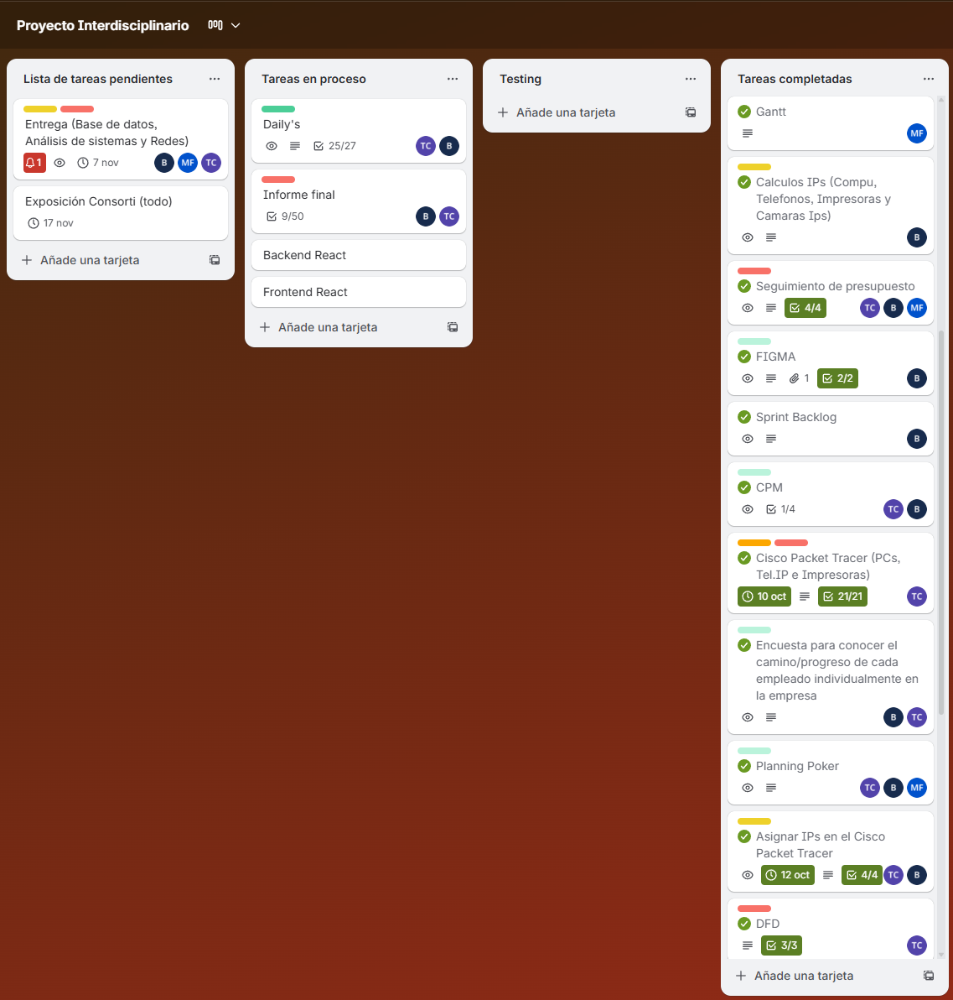 Proyecto Interdisciplinario
Lista de tareas pendientes
Entrega (Base de datos,
Análisis de sistemas y Redes)
1
7 nov
B
MF
TC
Exposición Consorti (todo)
17 nov
Añade una tarjeta
Tareas en proceso
Daily's
25/27
TC
B
Informe final
9/50
B
TC
Backend React
Frontend React
Añade una tarjeta
Testing
Añade una tarjeta
Tareas completadas
Gantt
MF
Calculos IPs (Compu,
Telefonos, Impresoras y
Camaras Ips)
B
Seguimiento de presupuesto
4/4
TC
B
MF
FIGMA
1
2/2
B
Sprint Backlog
B
CPM
1/4
TC
B
Cisco Packet Tracer (PCs,
Tel.IP e Impresoras)
10 oct
21/21
TC
Encuesta para conocer el
camino/progreso de cada
empleado individualmente en
la empresa
B
TC
Planning Poker
TC
B
MF
Asignar IPs en el Cisco
Packet Tracer
12 oct
4/4
TC
B
DFD
3/3
TC
Añade una tarjeta